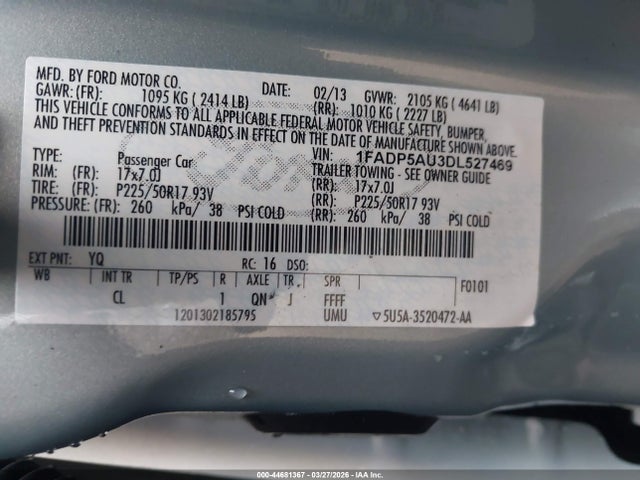 MFD. BY FORD MOTOR CO. DATE: 02/13 GVWR: 2105 KG ( 4641 LB)
GAWR: (FR): 1095 KG ( 2414 LB) (RR): 1010 KG ( 2227 LB)
THIS VEHICLE CONFORMS TO ALL APPLICABLE FEDERAL MOTOR VEHICLE SAFETY, BUMPER,
AND THEFT PREVENTION STANDARDS IN EFFECT ON THE DATE OF MANUFACTURE SHOWN ABOVE.
VIN: 1FADP5AU3DL527469
TYPE: Passenger Car TRAILER TOWING - SEE OWNER GUIDE
RIM: (FR): 17x7.0J (RR): 17x7.0J
TIRE: (FR): P225/50R17 93V (RR): P225/50R17 93V
PRESSURE: (FR): 260 kPa/ 38 PSI COLD (RR): 260 kPa/ 38 PSI COLD
EXT PNT: YQ RC: 16 DSO:
WB INT TR TP/PS R AXLE TR SPR F0101
CL 1 QN J FFFF
1201302185795 UMU ▽5U5A-3520472-AA
000-44681367 · 03/27/2026 · IAA Corp.